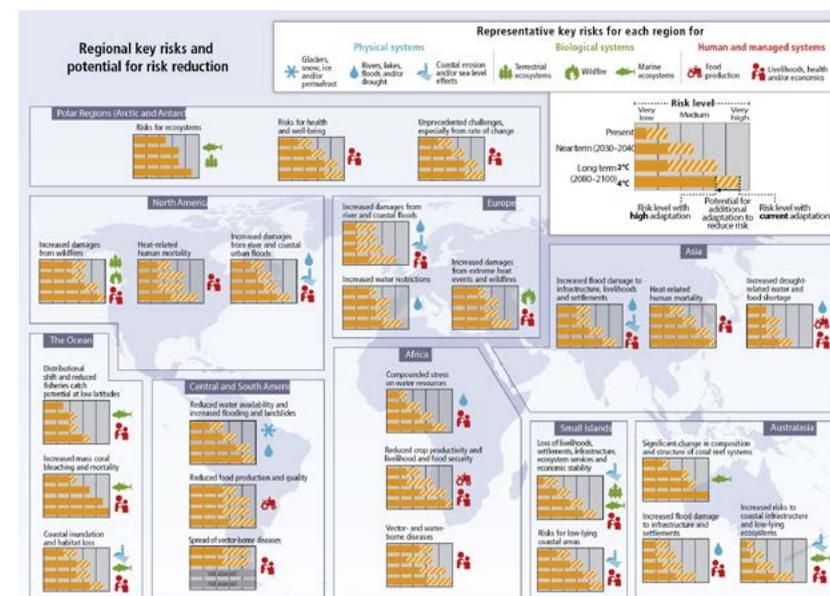 Regional key risks and
potential for risk reduction
Representative key risks for each region for
Physical systems
Biological systems
Human and managed systems
Glaciers,
snow, ice
and/or
permafrost
Rivers, lakes,
floods and/or
drought
Coastal erosion
and/or sea level
effects
Terrestrial
ecosystems
Wildfire
Marine
ecosystems
Food
production
Livelihoods, health
and/or economics
Risk level
Very
low
Medium
Very
high
Present
Near term (2030–2040
Long term 2°C
(2080–2100) 4°C
Risk level with
high adaptation
Potential for
additional
adaptation to
reduce risk
Risk level with
current adaptation
Polar Regions (Arctic and Antarct
Risks for ecosystems
Risks for health
and well-being
Unprecedented challenges,
especially from rate of change
North America
Increased damages
from wildfires
Heat-related
human mortality
Increased damages
from river and coastal
urban floods
Europe
Increased damages from
river and coastal floods
Increased water restrictions
Increased damages
from extreme heat
events and wildfires
Asia
Increased flood damage to
infrastructure, livelihoods
and settlements
Heat-related
human mortality
Increased drought-
related water and
food shortage
The Ocean
Distributional
shift and reduced
fisheries catch
potential at low latitudes
Increased mass coral
bleaching and mortality
Coastal inundation
and habitat loss
Central and South Americ
Reduced water availability and
increased flooding and landslides
Reduced food production and quality
Spread of vector-borne diseases
not assessed
not assessed
Africa
Compounded stress
on water resources
Reduced crop productivity and
livelihood and food security
Vector- and water-
borne diseases
Small islands
Loss of livelihoods,
settlements, infrastructure,
ecosystem services and
economic stability
Risks for low-lying
coastal areas
Australasia
Significant change in composition
and structure of coral reef systems
Increased flood damage
to infrastructure and
settlements
Increased risks to
coastal infrastructure
and low-lying
ecosystems